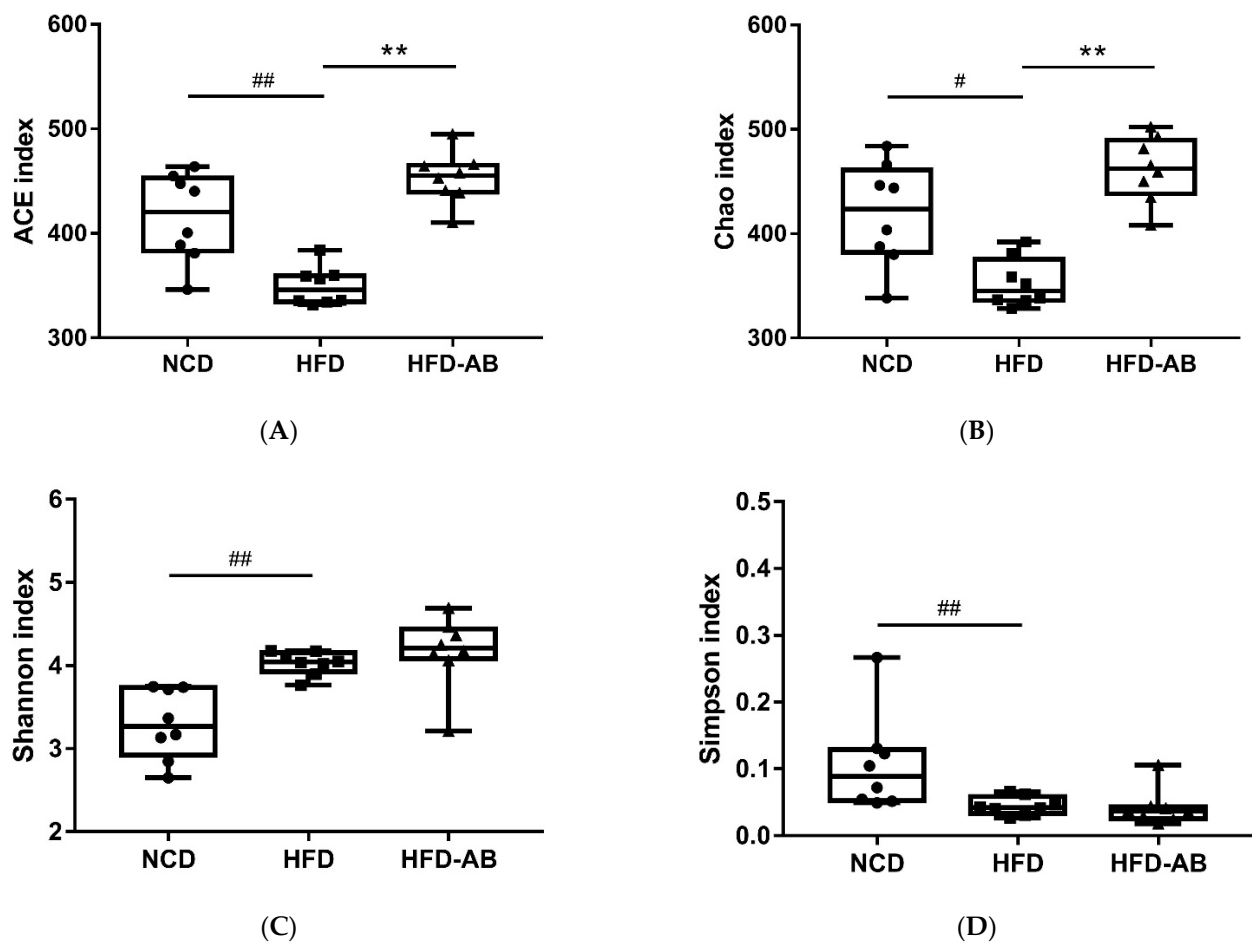 600
500
400
300
ACE index
##
**
NCD
HFD
HFD-AB
(A)
600
500
400
300
Chao index
#
**
NCD
HFD
HFD-AB
(B)
6
5
4
3
2
Shannon index
##
NCD
HFD
HFD-AB
(C)
0.5
0.4
0.3
0.2
0.1
0.0
Simpson index
##
NCD
HFD
HFD-AB
(D)